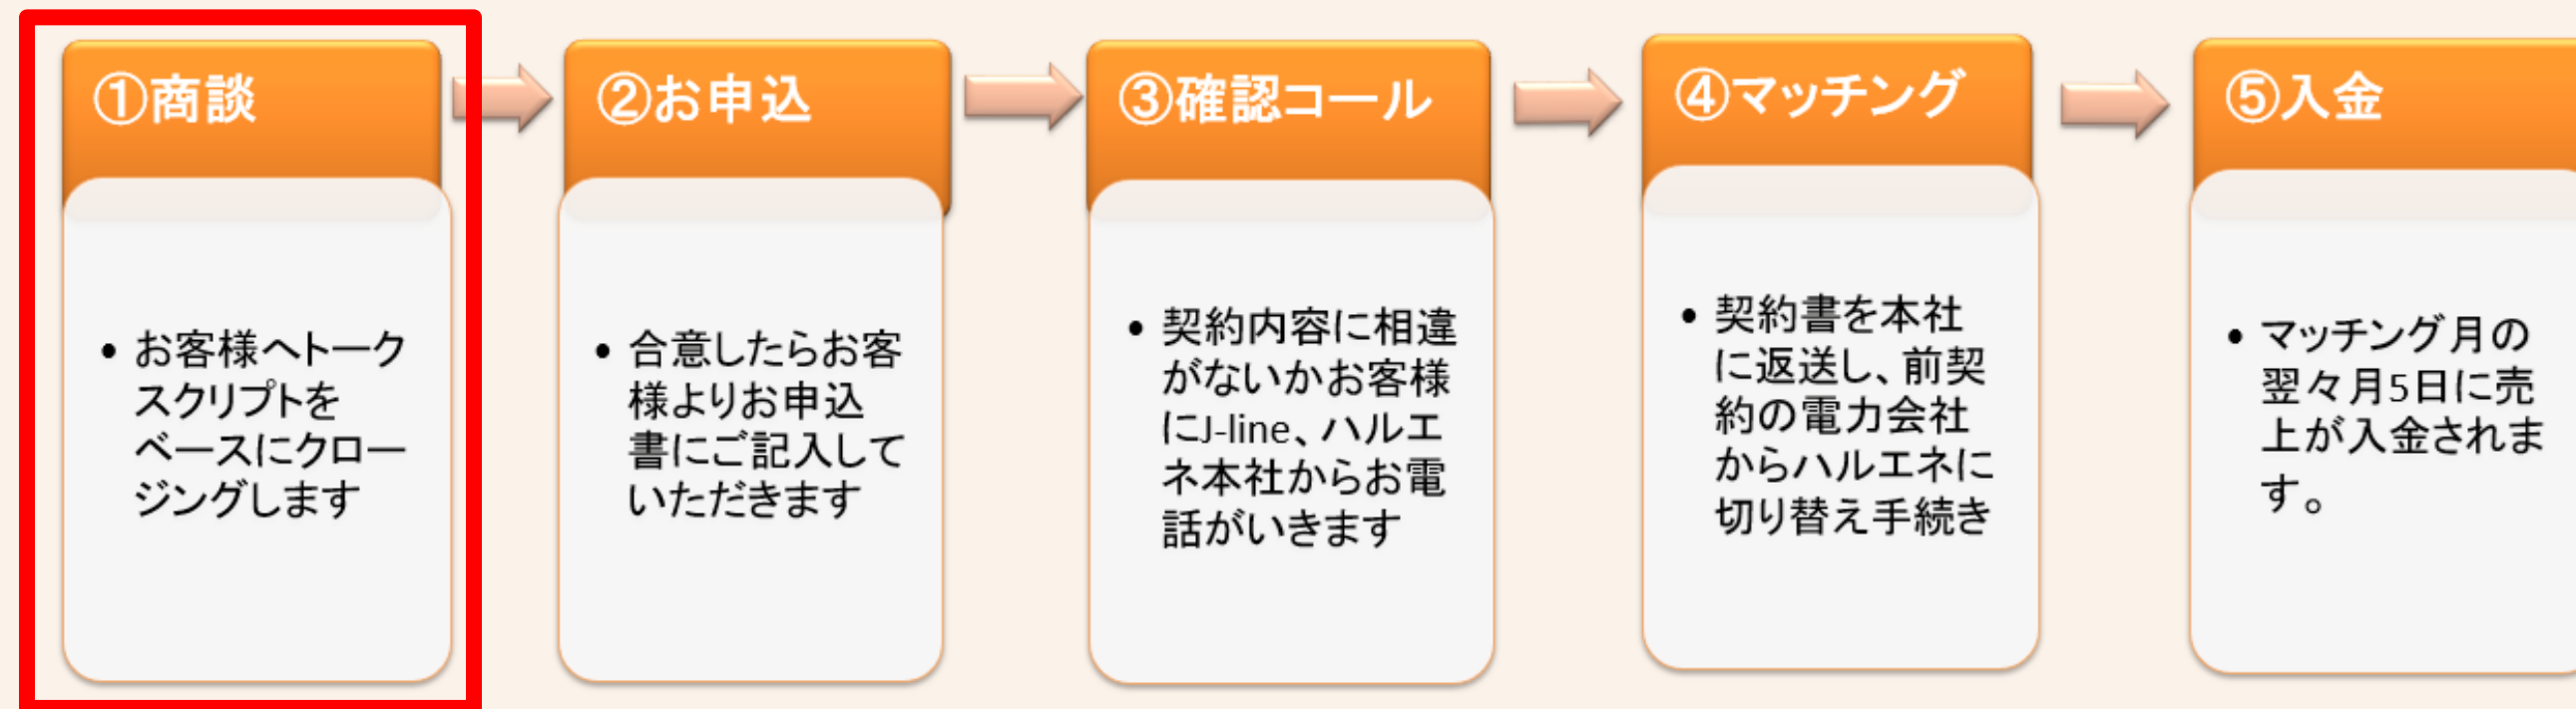 ①商談
• お客様へトーク
スクリプトを
ベースにクロー
ジングします
②お申込
• 合意したらお客
様よりお申込
書にご記入して
いただきます
③確認コール
• 契約内容に相違
がないかお客様
にJ-line、ハルエ
ネ本社からお電
話がいきます
④マッチング
• 契約書を本社
に返送し、前契
約の電力会社
からハルエネに
切り替え手続き
⑤入金
• マッチング月の
翌々月5日に売
上が入金されま
す。